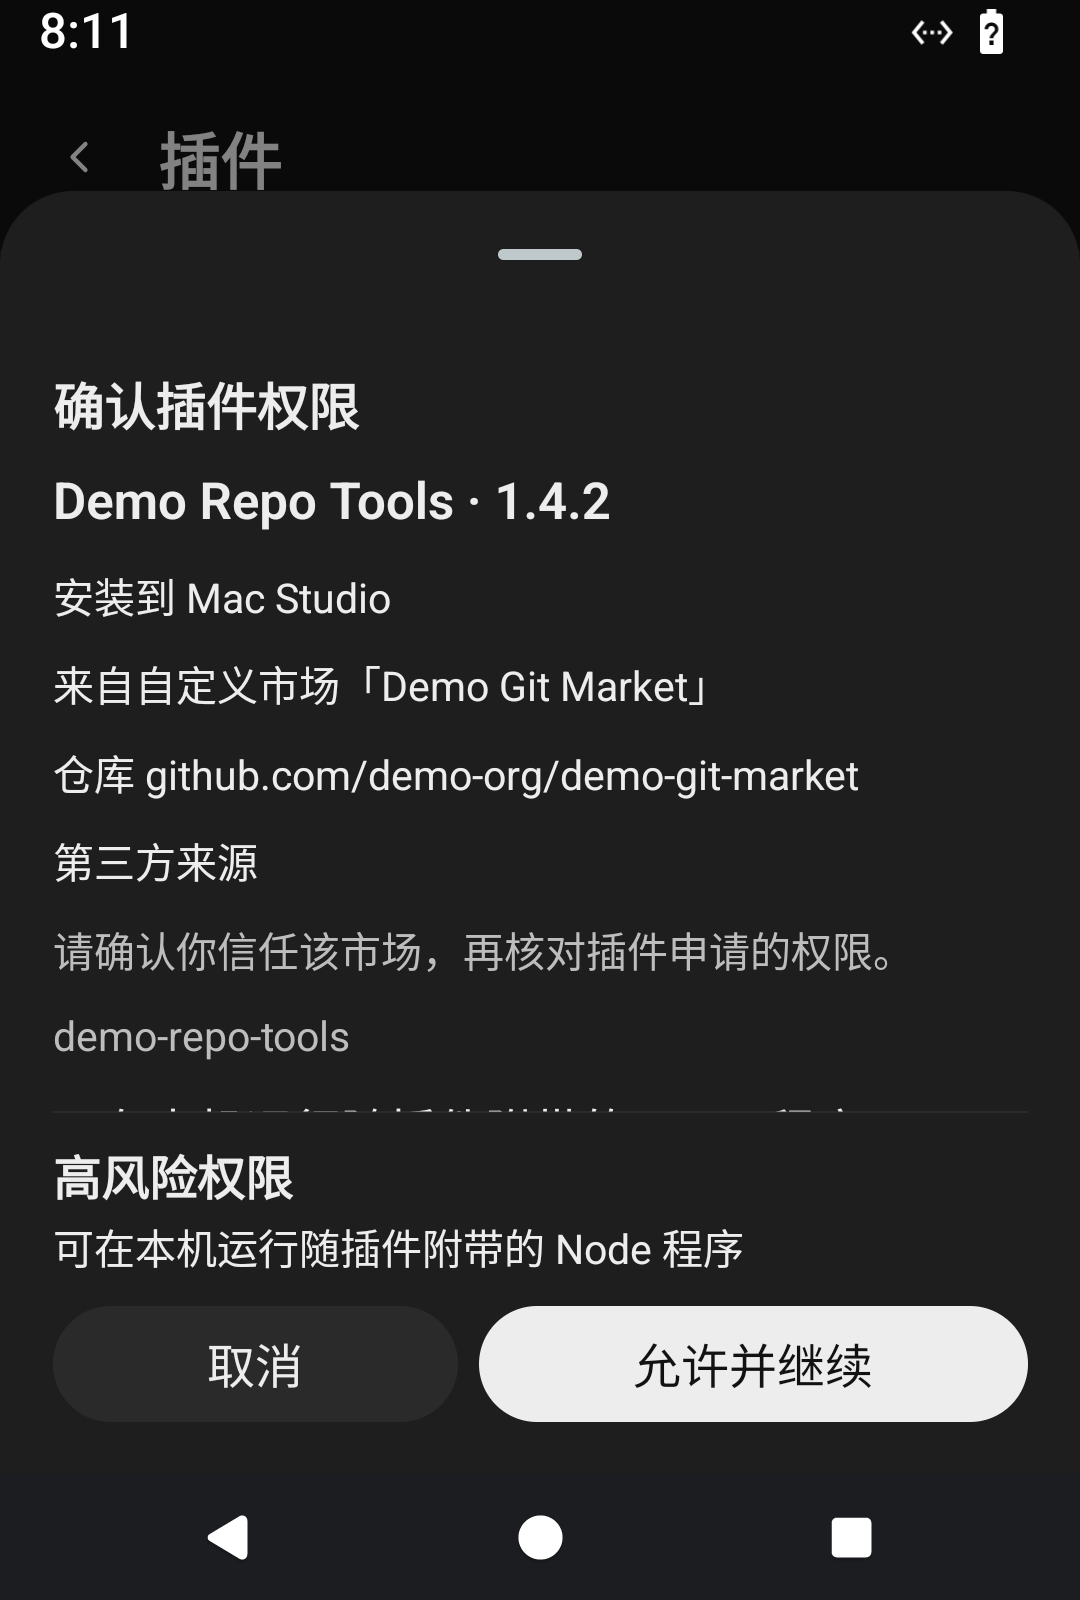 8:11
插件
确认插件权限
Demo Repo Tools · 1.4.2
安装到 Mac Studio
来自自定义市场「Demo Git Market」
仓库 github.com/demo-org/demo-git-market
第三方来源
请确认你信任该市场，再核对插件申请的权限。
demo-repo-tools
高风险权限
可在本机运行随插件附带的 Node 程序
取消
允许并继续